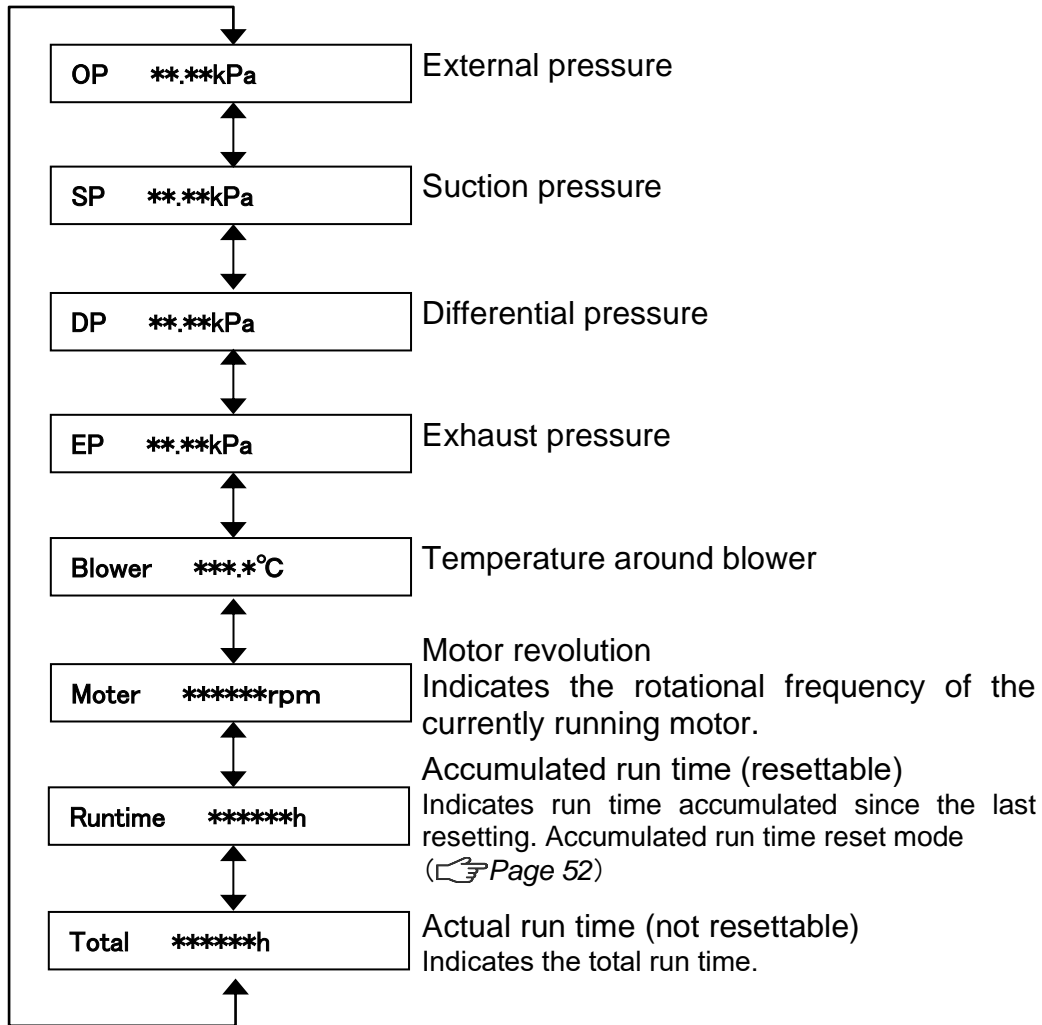 OP **.**kPa
External pressure
SP **.**kPa
Suction pressure
DP **.**kPa
Differential pressure
EP **.**kPa
Exhaust pressure
Blower ***.*℃
Temperature around blower
Moter ******rpm
Motor revolution
Indicates the rotational frequency of the
currently running motor.
Runtime ******h
Accumulated run time (resettable)
Indicates run time accumulated since the last
resetting. Accumulated run time reset mode
(☞Page 52)
Total ******h
Actual run time (not resettable)
Indicates the total run time.